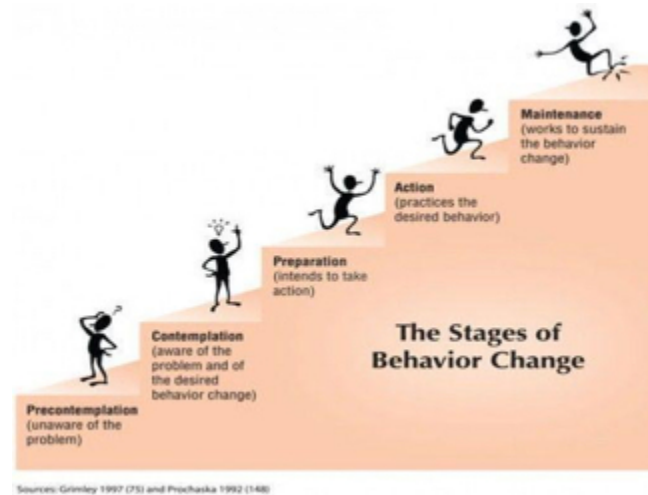 Maintenance
(works to sustain
the behavior
change)
Action
(practices the
desired behavior)
Preparation
(intends to take
action)
Contemplation
(aware of the
problem and of
the desired
behavior change)
Precontemplation
(unaware of the
problem)
The Stages of
Behavior Change
Sources: Grimley 1997 (75) and Prochaska 1992 (148)